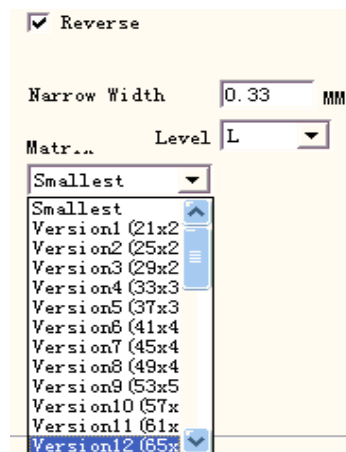 Reverse
Narrow Width 0.33 MM
Level L
Matr...
Smallest
Smallest
Version1 (21x2
Version2 (25x2
Version3 (29x2
Version4 (33x3
Version5 (37x3
Version6 (41x4
Version7 (45x4
Version8 (49x4
Version9 (53x5
Version10 (57x
Version11 (61x
Version12 (65x